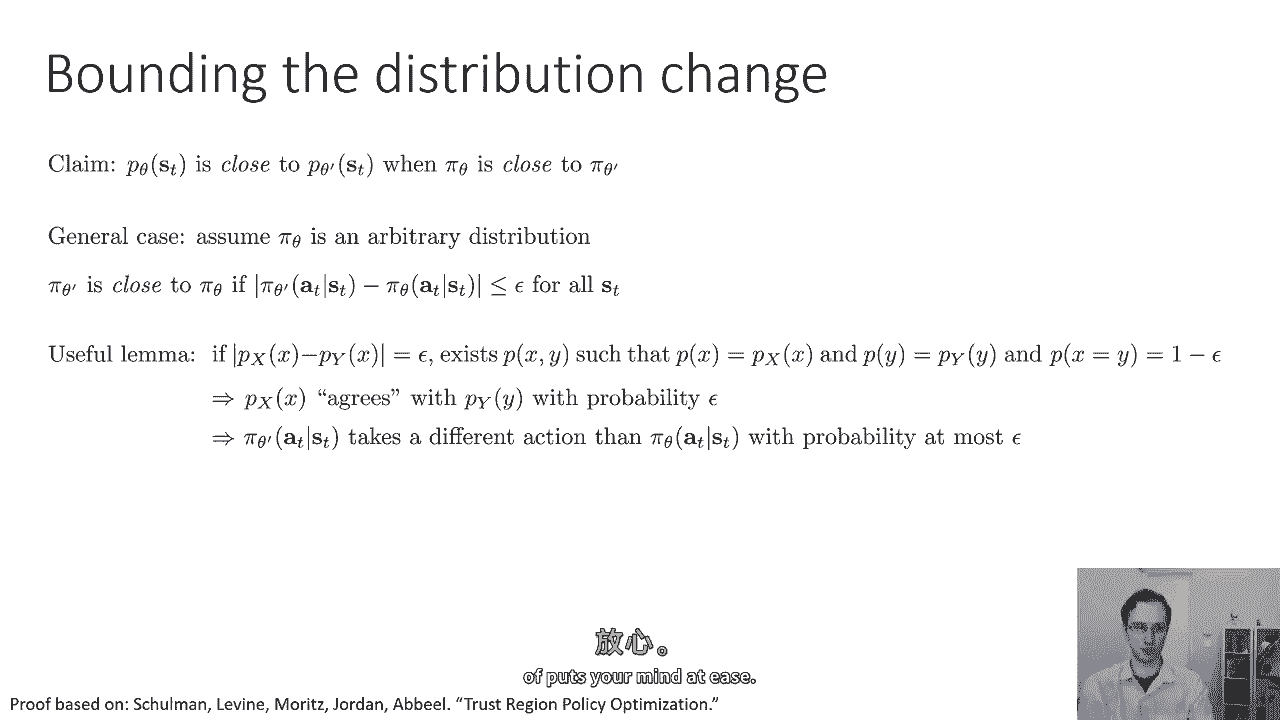 Bounding the distribution change
Claim: $p_\theta(\mathbf{s}_t)$ is close to $p_{\theta'}(\mathbf{s}_t)$ when $\pi_\theta$ is close to $\pi_{\theta'}$
General case: assume $\pi_\theta$ is an arbitrary distribution
$\pi_{\theta'}$ is close to $\pi_\theta$ if $|\pi_{\theta'}(\mathbf{a}_t|\mathbf{s}_t) - \pi_\theta(\mathbf{a}_t|\mathbf{s}_t)| \leq \epsilon$ for all $\mathbf{s}_t$
Useful lemma: if $|p_X(x) - p_Y(x)| = \epsilon$, exists $p(x, y)$ such that $p(x) = p_X(x)$ and $p(y) = p_Y(y)$ and $p(x = y) = 1 - \epsilon$
$\Rightarrow$ $p_X(x)$ “agrees” with $p_Y(y)$ with probability $\epsilon$
$\Rightarrow$ $\pi_{\theta'}(\mathbf{a}_t|\mathbf{s}_t)$ takes a different action than $\pi_\theta(\mathbf{a}_t|\mathbf{s}_t)$ with probability at most $\epsilon$
放心。
of puts your mind at ease.
Proof based on: Schulman, Levine, Moritz, Jordan, Abbeel. “Trust Region Policy Optimization.”